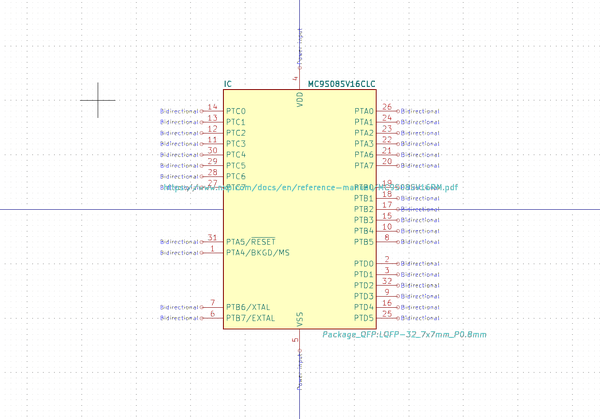 Power input
4
IC MC9S08SV16CLC
VDD
Bidirectional 14 PTC0 PTA0 26 Bidirectional
Bidirectional 13 PTC1 PTA1 24 Bidirectional
Bidirectional 12 PTC2 PTA2 23 Bidirectional
Bidirectional 11 PTC3 PTA3 22 Bidirectional
Bidirectional 30 PTC4 PTA6 21 Bidirectional
Bidirectional 29 PTC5 PTA7 20 Bidirectional
Bidirectional 28 PTC6
Bidirectional 27 PTC7 PTB0 19 Bidirectional
https://www.nxp.com/docs/en/reference-manual/MC9S08SV16RM.pdf
PTB1 18 Bidirectional
PTB2 17 Bidirectional
PTB3 15 Bidirectional
PTB4 10 Bidirectional
Bidirectional 31 PTA5/RESET PTB5 8 Bidirectional
Bidirectional 1 PTA4/BKGD/MS
PTD0 2 Bidirectional
PTD1 3 Bidirectional
PTD2 32 Bidirectional
PTD3 9 Bidirectional
Bidirectional 7 PTB6/XTAL PTD4 16 Bidirectional
Bidirectional 6 PTB7/EXTAL PTD5 25 Bidirectional
VSS
Package_QFP:LQFP-32_7x7mm_P0.8mm
5
Power input